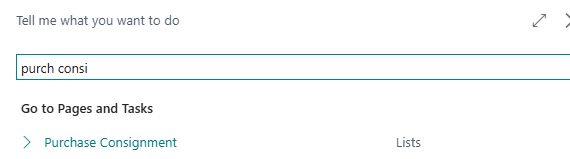 Tell me what you want to do
purch consi
Go to Pages and Tasks
Purchase Consignment Lists